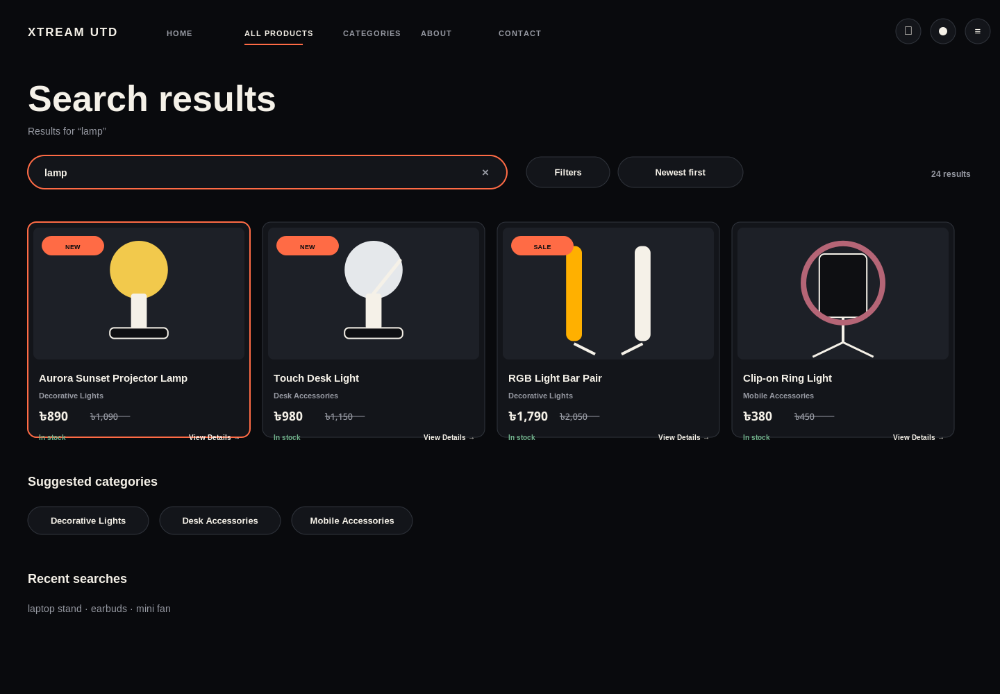 XTREAM UTD HOME ALL PRODUCTS CATEGORIES ABOUT CONTACT
Search results
Results for “lamp”
lamp × Filters Newest first 24 results
NEW NEW SALE
Aurora Sunset Projector Lamp Touch Desk Light RGB Light Bar Pair Clip-on Ring Light
Decorative Lights Desk Accessories Decorative Lights Mobile Accessories
৳890 ৳1,090 ৳980 ৳1,150 ৳1,790 ৳2,050 ৳380 ৳450
In stock View Details → In stock View Details → In stock View Details → In stock View Details →
Suggested categories
Decorative Lights Desk Accessories Mobile Accessories
Recent searches
laptop stand · earbuds · mini fan